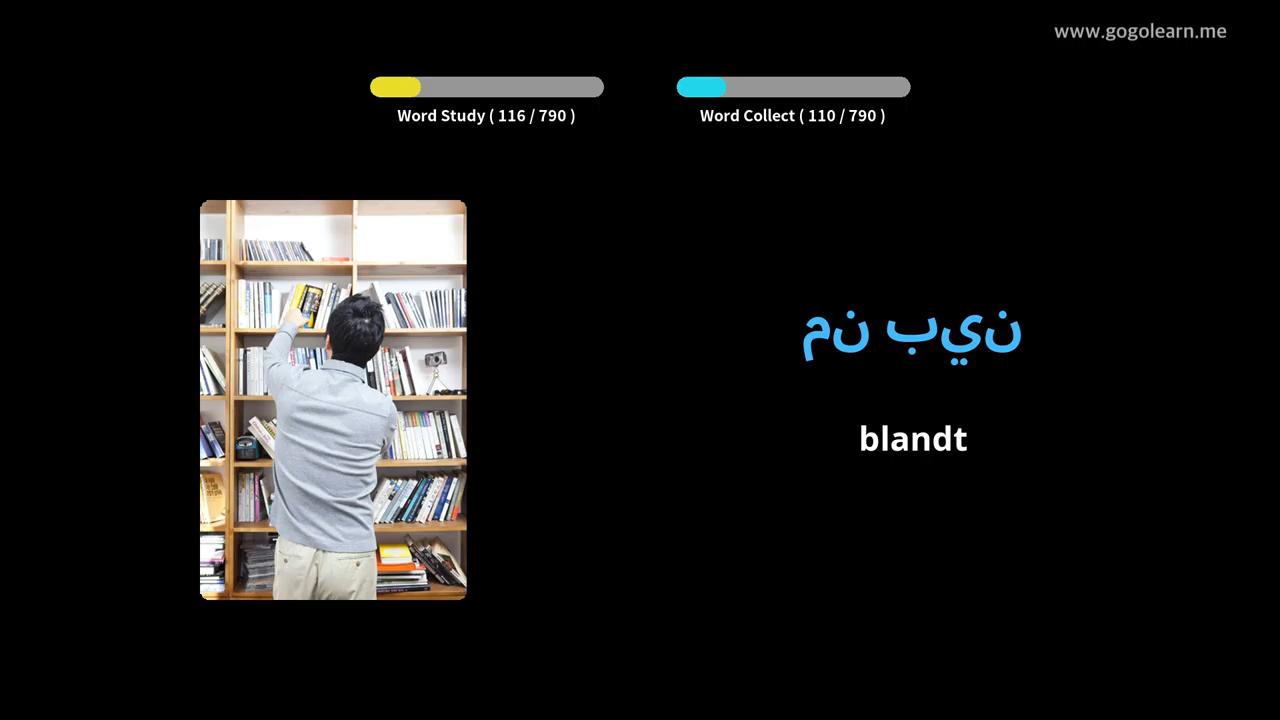 www.gogolearn.me
Word Study ( 116 / 790 )
Word Collect ( 110 / 790 )
من بين
blandt